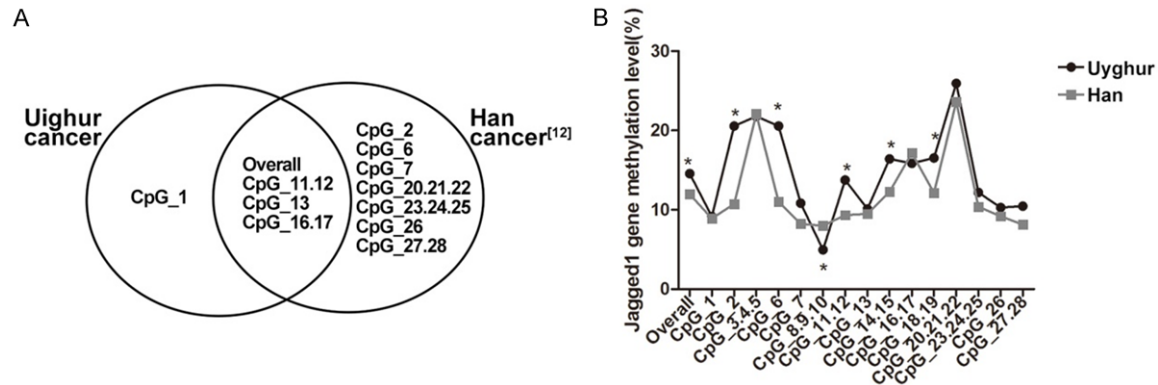 A
Uighur
cancer
CpG_1
Overall
CpG_11.12
CpG_13
CpG_16.17
CpG_2
CpG_6
CpG_7
CpG_20.21.22
CpG_23.24.25
CpG_26
CpG_27.28
Han
cancer[12]
B
Jagged1 gene methylation level(%)
30
20
10
0
*
*
*
*
*
*
*
Uyghur
Han
Overall
CpG_1
CpG_2
CpG_3.4.5
CpG_6
CpG_7
CpG_8.9.10
CpG_11.12
CpG_13
CpG_14.15
CpG_16.17
CpG_18.19
CpG_20.21.22
CpG_23.24.25
CpG_26
CpG_27.28